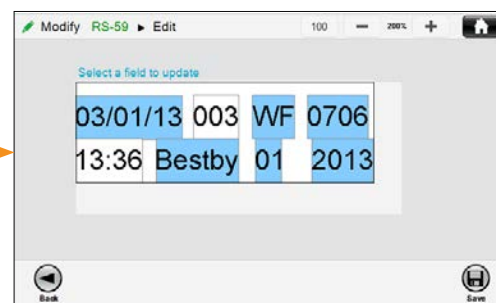 Modify RS-59 ▸ Edit 100 − 200% +
Select a field to update
03/01/13 003 WF 0706
13:36 Bestby 01 2013
Back Save